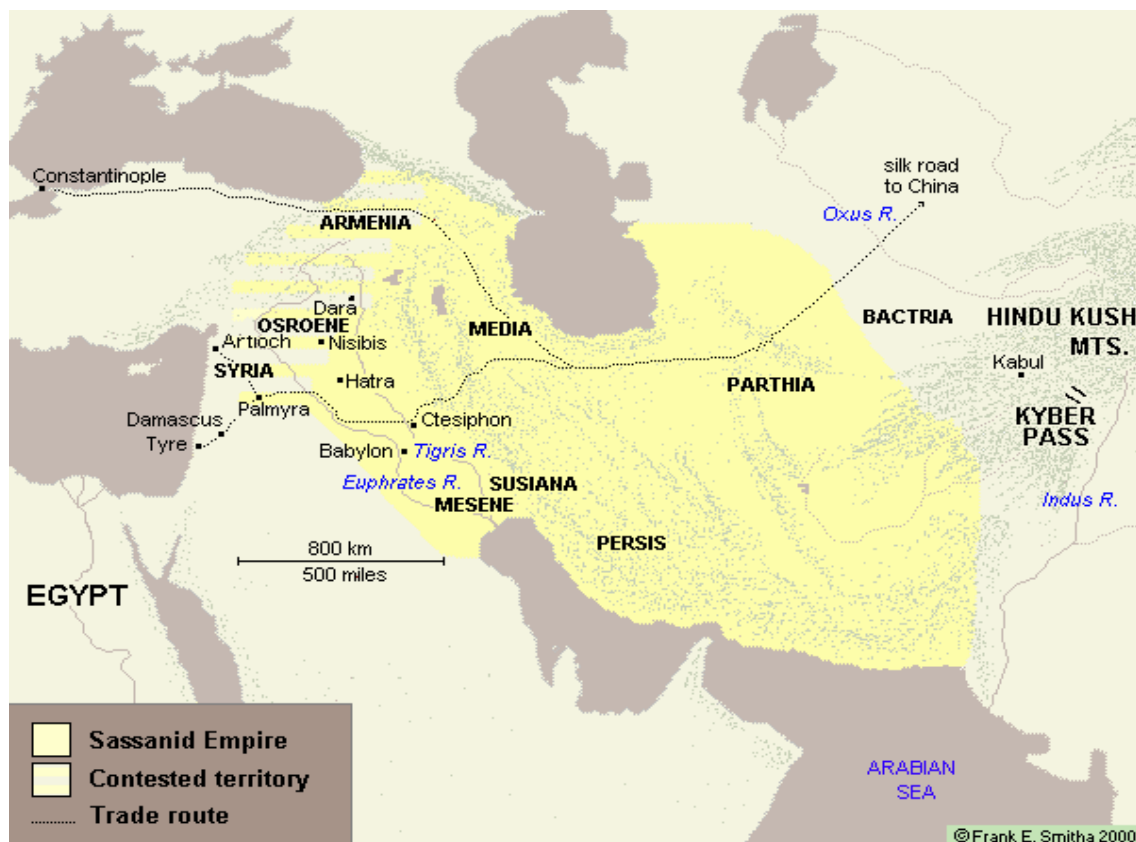 Constantinople
silk road
to China
Oxus R.
ARMENIA
Dara
OSROENE
Nisibis
MEDIA
BACTRIA
HINDU KUSH
MTS.
Artioch
SYRIA
Hatra
Kabul
PARTHIA
Palmyra
KYBER
PASS
Damascus
Ctesiphon
Tyre
Babylon
Tigris R.
Euphrates R.
SUSIANA
MESENE
Indus R.
PERSIS
800 km
500 miles
EGYPT
Sassanid Empire
Contested territory
Trade route
ARABIAN
SEA
©Frank E. Smitha 2000